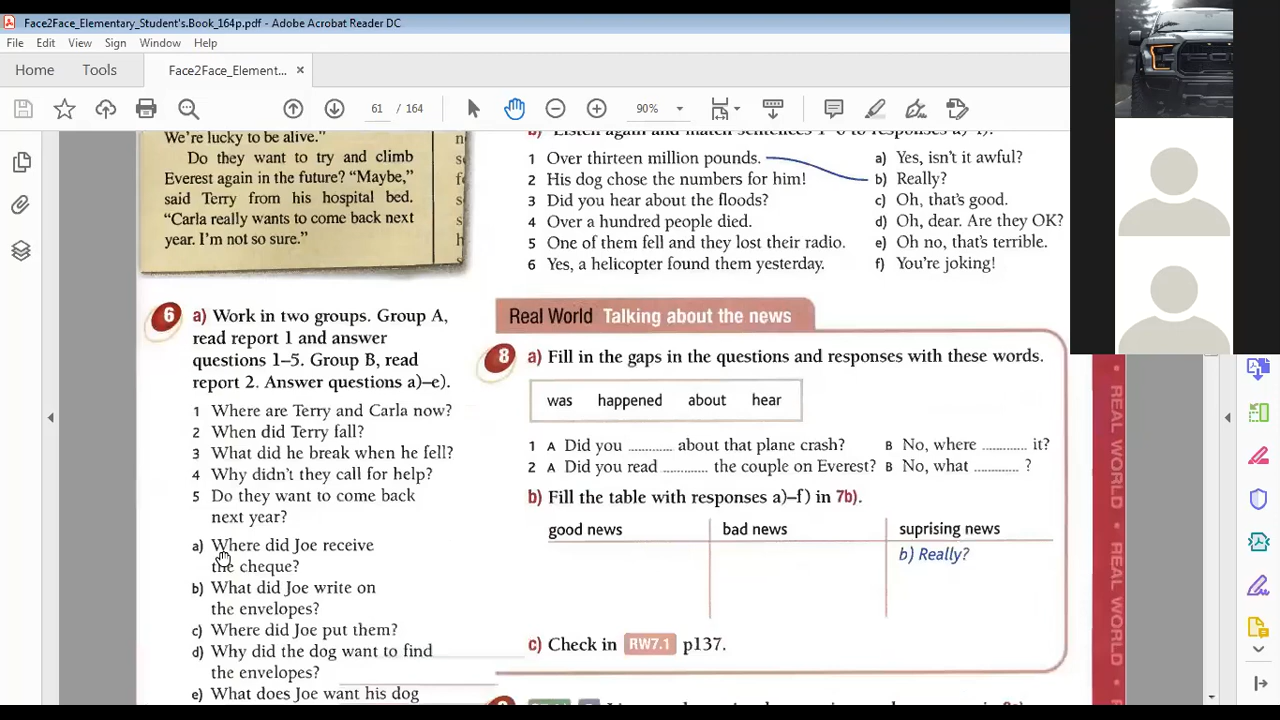 Face2Face_Elementary_Student's.Book_164p.pdf - Adobe Acrobat Reader DC
File Edit View Sign Window Help
Home Tools Face2Face_Element... ×
61 / 164 90%
We're lucky to be alive."
Do they want to try and climb
Everest again in the future? "Maybe,"
said Terry from his hospital bed.
"Carla really wants to come back next
year. I'm not so sure."
6 a) Work in two groups. Group A,
read report 1 and answer
questions 1–5. Group B, read
report 2. Answer questions a)–e).
1 Where are Terry and Carla now?
2 When did Terry fall?
3 What did he break when he fell?
4 Why didn't they call for help?
5 Do they want to come back
next year?
a) Where did Joe receive
the cheque?
b) What did Joe write on
the envelopes?
c) Where did Joe put them?
d) Why did the dog want to find
the envelopes?
e) What does Joe want his dog
b) Listen again and match sentences 1–6 to responses a)–f).
1 Over thirteen million pounds. a) Yes, isn't it awful?
2 His dog chose the numbers for him! b) Really?
3 Did you hear about the floods? c) Oh, that's good.
4 Over a hundred people died. d) Oh, dear. Are they OK?
5 One of them fell and they lost their radio. e) Oh no, that's terrible.
6 Yes, a helicopter found them yesterday. f) You're joking!
Real World Talking about the news
8 a) Fill in the gaps in the questions and responses with these words.
was happened about hear
1 A Did you ........... about that plane crash? B No, where ........... it?
2 A Did you read ........... the couple on Everest? B No, what ........... ?
b) Fill the table with responses a)–f) in 7b).
good news bad news suprising news
b) Really?
c) Check in RW7.1 p137.
REAL WORLD • REAL WORLD •